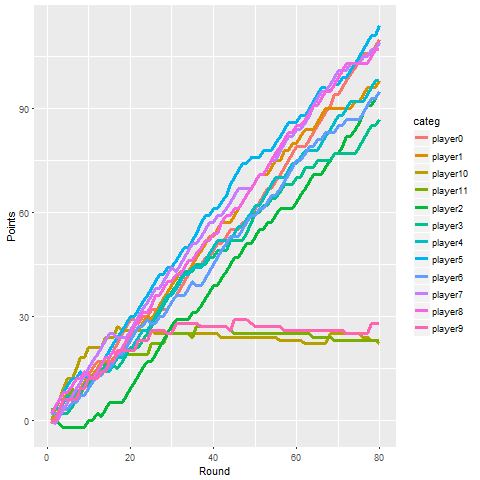 categ
player0
player1
player10
player11
player2
player3
player4
player5
player6
player7
player8
player9
Points
90
60
30
0
0
20
40
60
80
Round